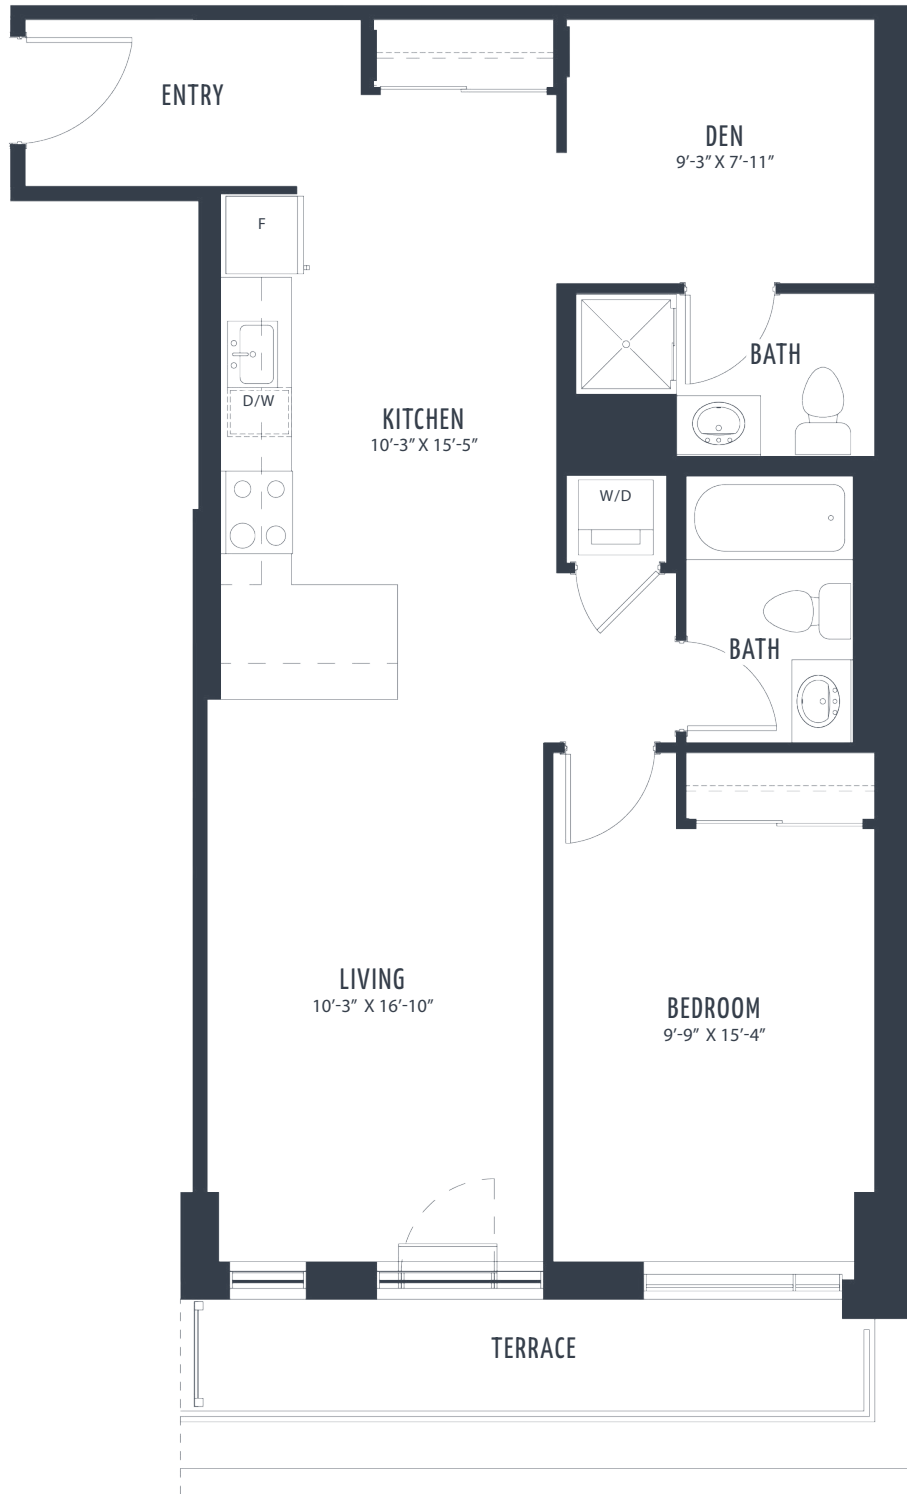 ENTRY
DEN
9'-3" X 7'-11"
F
BATH
D/W
KITCHEN
10'-3" X 15'-5"
W/D
BATH
LIVING
10'-3" X 16'-10"
BEDROOM
9'-9" X 15'-4"
TERRACE